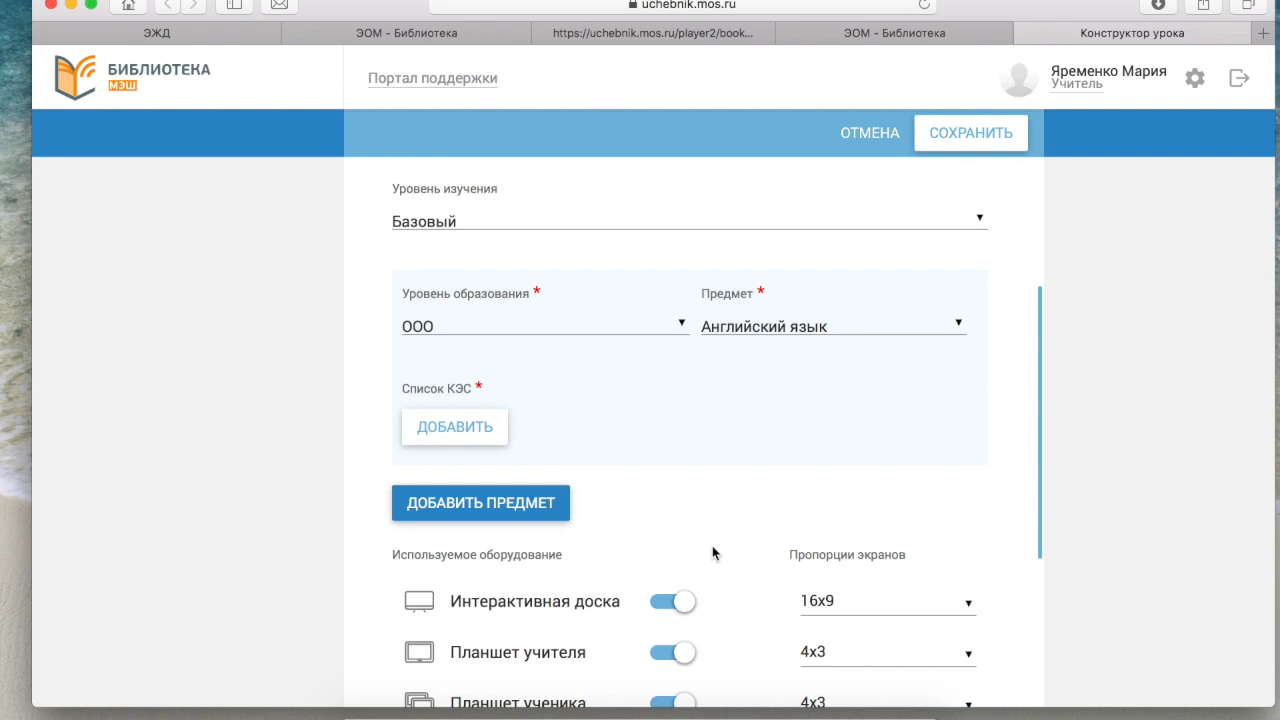 uchebnik.mos.ru
ЭЖД
ЭОМ - Библиотека
https://uchebnik.mos.ru/player2/book...
ЭОМ - Библиотека
Конструктор урока
БИБЛИОТЕКА
МЭШ
Портал поддержки
Яременко Мария
Учитель
ОТМЕНА
СОХРАНИТЬ
Уровень изучения
Базовый
Уровень образования *
Предмет *
ООО
Английский язык
Список КЭС *
ДОБАВИТЬ
ДОБАВИТЬ ПРЕДМЕТ
Используемое оборудование
Пропорции экранов
Интерактивная доска
16x9
Планшет учителя
4x3
Планшет ученика
4x3